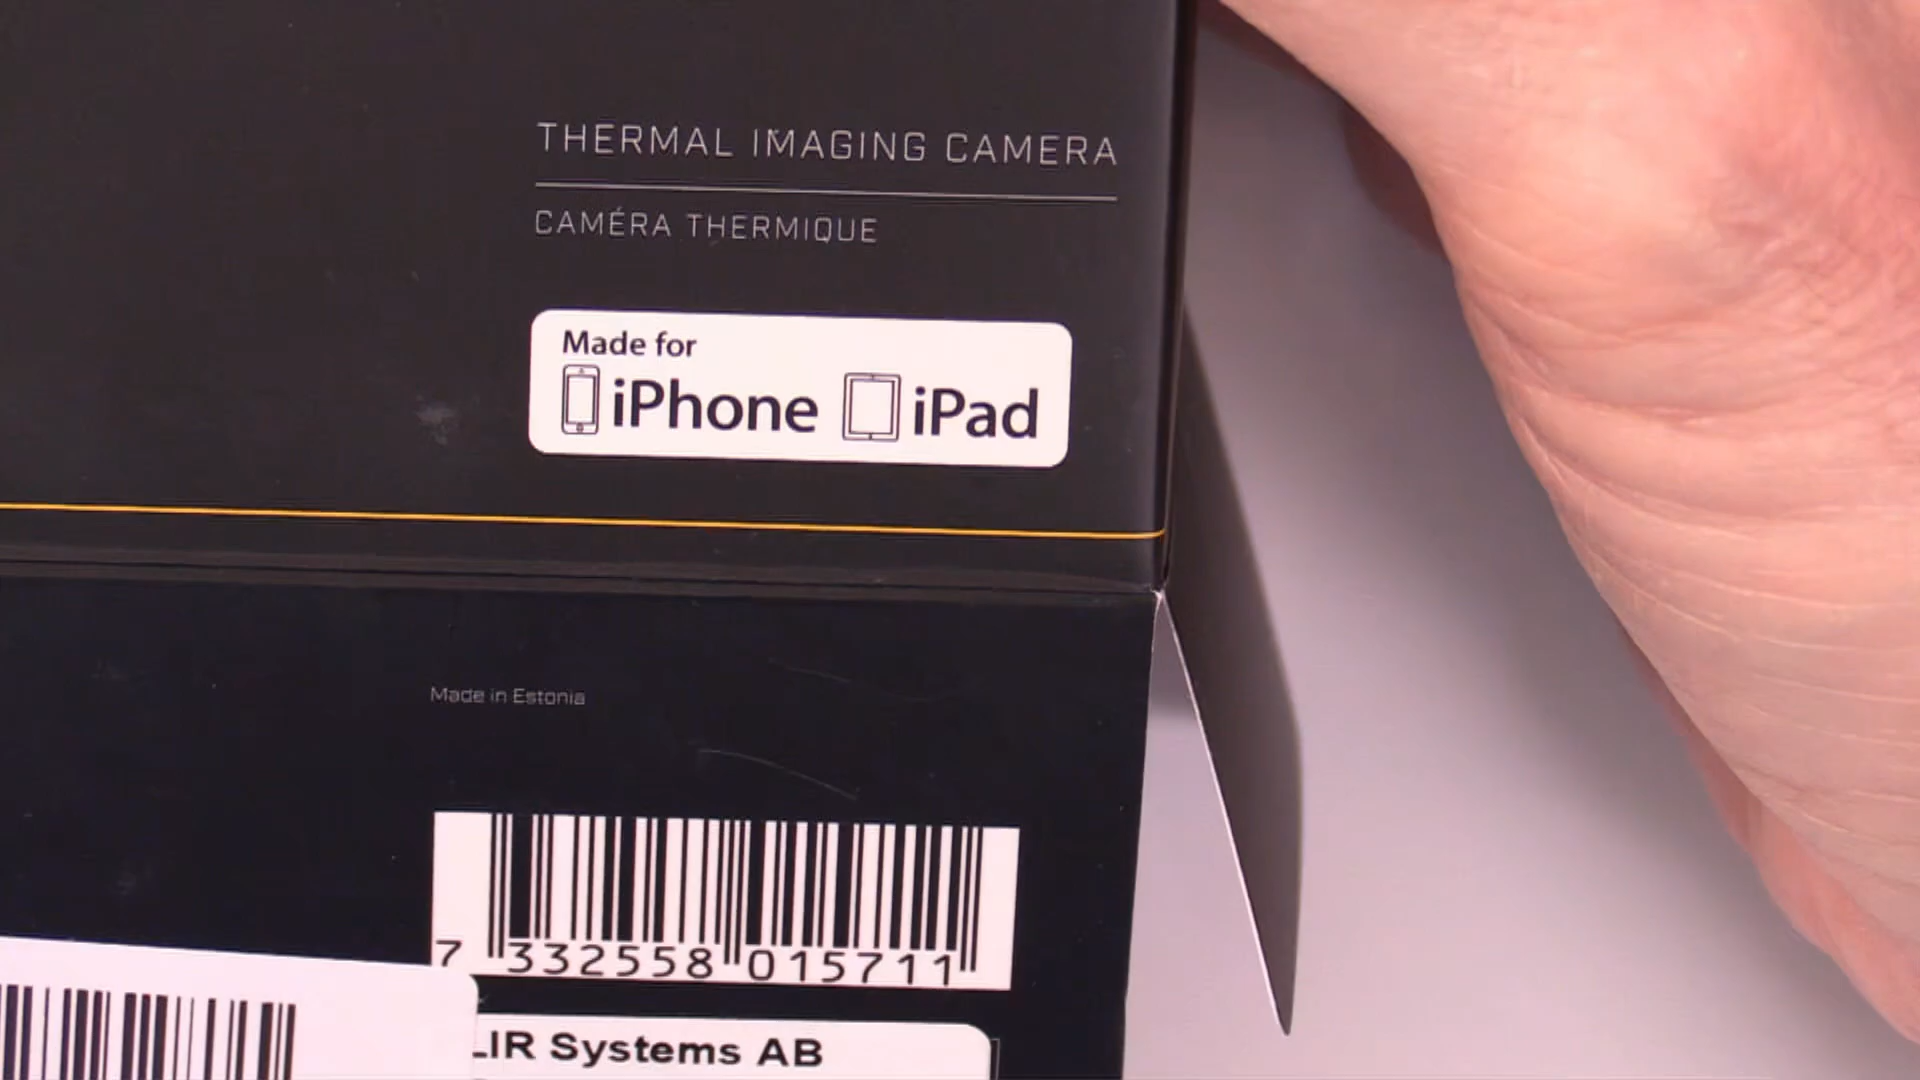 THERMAL IMAGING CAMERA
CAMÉRA THERMIQUE
Made for
iPhone iPad
Made in Estonia
7 332558 015711
LIR Systems AB